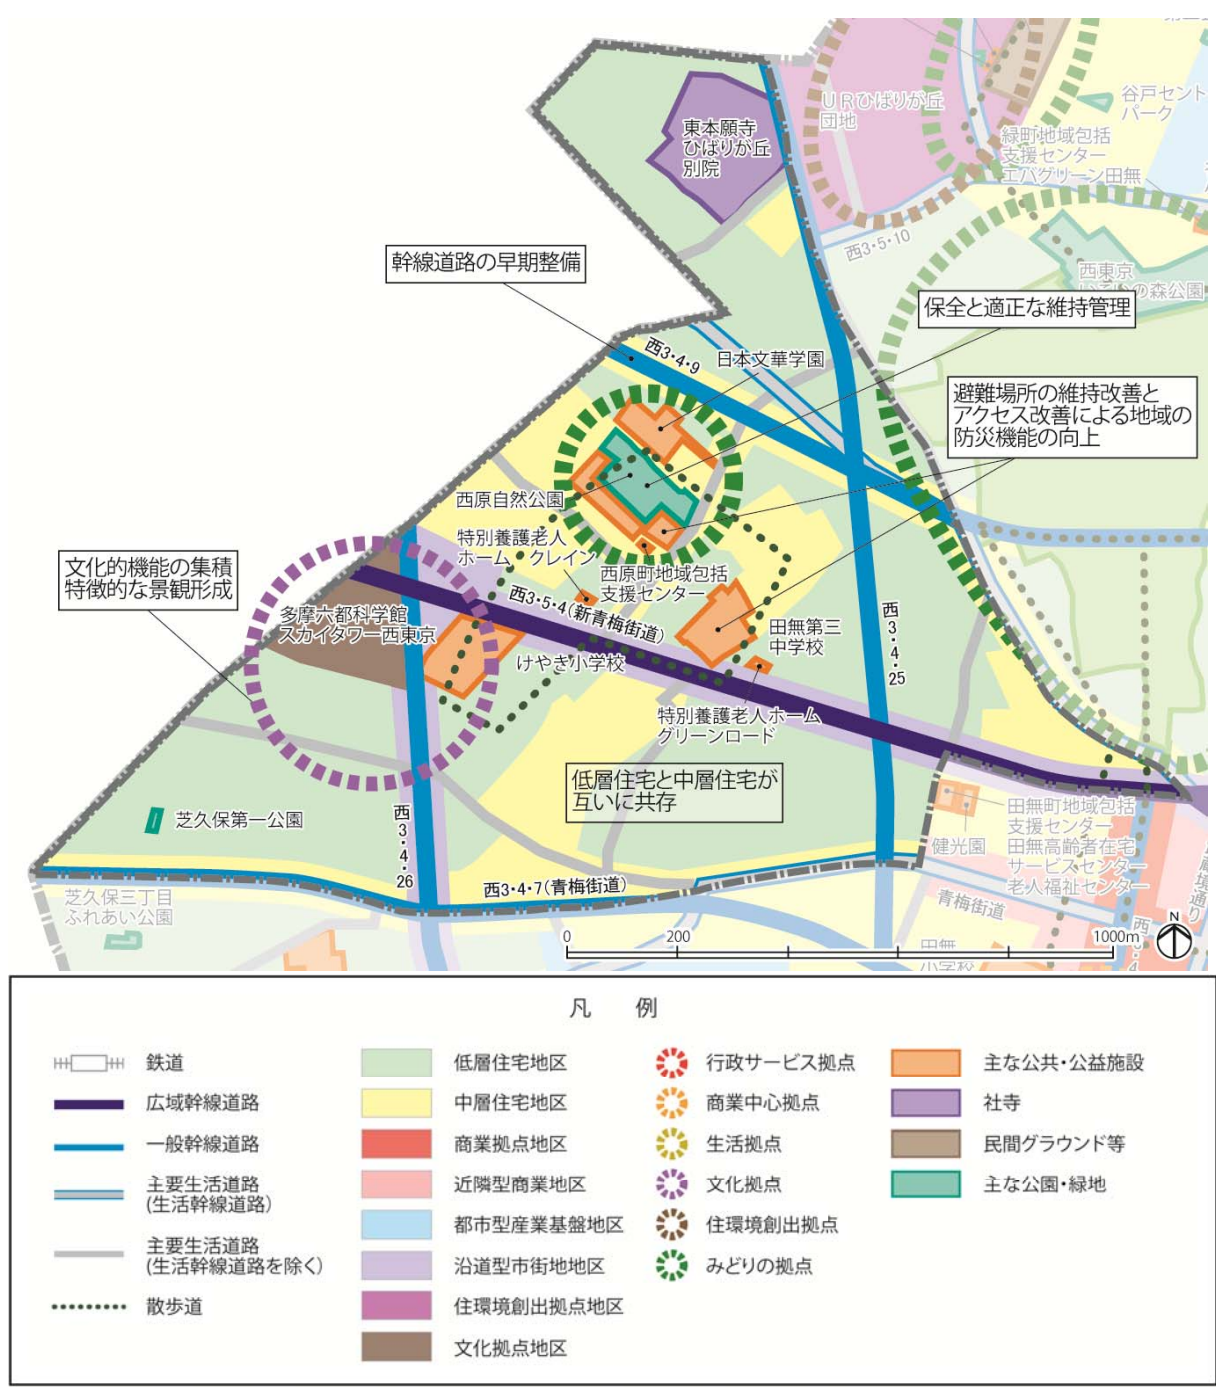 谷戸セント
パーク
URひばりが丘
団地
緑町地域包括
支援センター
エバグリーン田無
東本願寺
ひばりが丘
別院
西3・5・10
西東京
いこいの森公園
幹線道路の早期整備
保全と適正な維持管理
西3・4・9
日本文華学園
避難場所の維持改善と
アクセス改善による地域の
防災機能の向上
西原自然公園
特別養護老人
ホーム クレイン
西原町地域包括
支援センター
文化的機能の集積
特徴的な景観形成
多摩六都科学館
スカイタワー西東京
西3・5・4(新青梅街道)
けやき小学校
田無第三
中学校
西3・4・25
特別養護老人ホーム
グリーンロード
低層住宅と中層住宅が
互いに共存
芝久保第一公園
西3・4・26
田無町地域包括
支援センター
田無高齢者在宅
サービスセンター
老人福祉センター
健光園
西3・4・7(青梅街道)
青梅街道
芝久保三丁目
ふれあい公園
田無
小学校
西3・4
N
0
200
1000m
凡 例
鉄道
広域幹線道路
一般幹線道路
主要生活道路
(生活幹線道路)
主要生活道路
(生活幹線道路を除く)
散歩道
低層住宅地区
中層住宅地区
商業拠点地区
近隣型商業地区
都市型産業基盤地区
沿道型市街地地区
住環境創出拠点地区
文化拠点地区
行政サービス拠点
商業中心拠点
生活拠点
文化拠点
住環境創出拠点
みどりの拠点
主な公共・公益施設
社寺
民間グラウンド等
主な公園・緑地